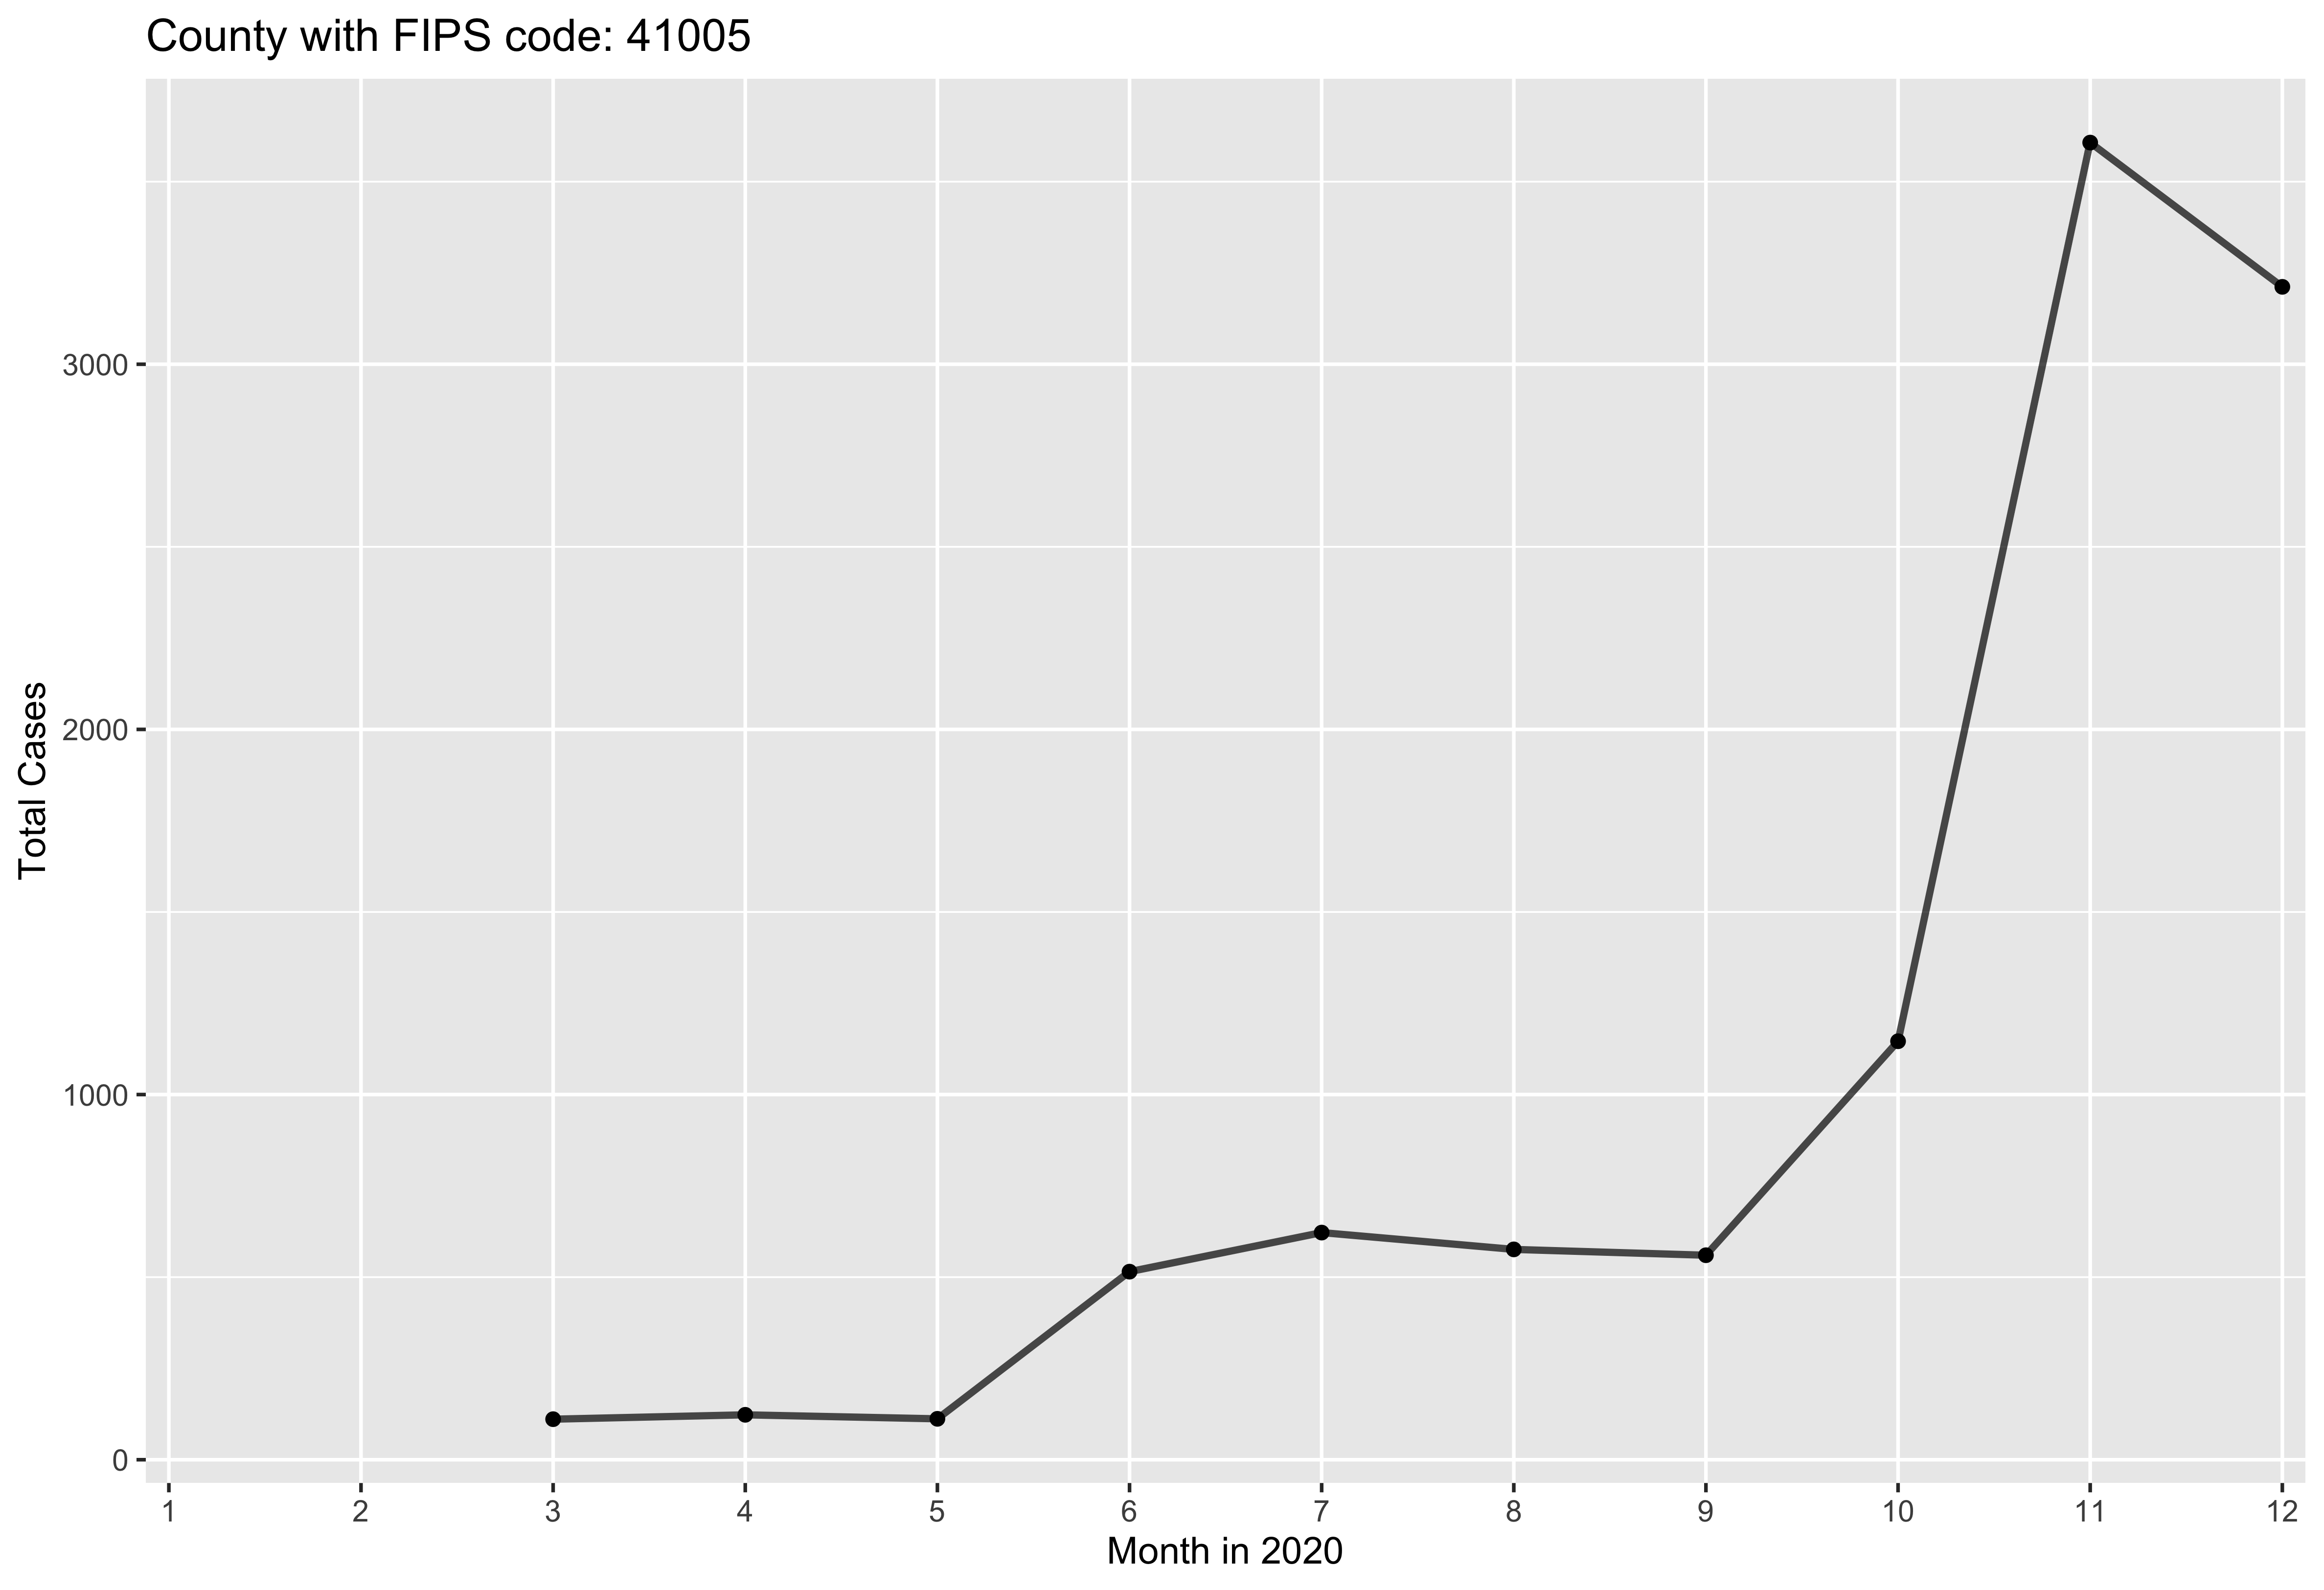 County with FIPS code: 41005
3000
2000
1000
0
Total Cases
1 2 3 4 5 6 7 8 9 10 11 12
Month in 2020